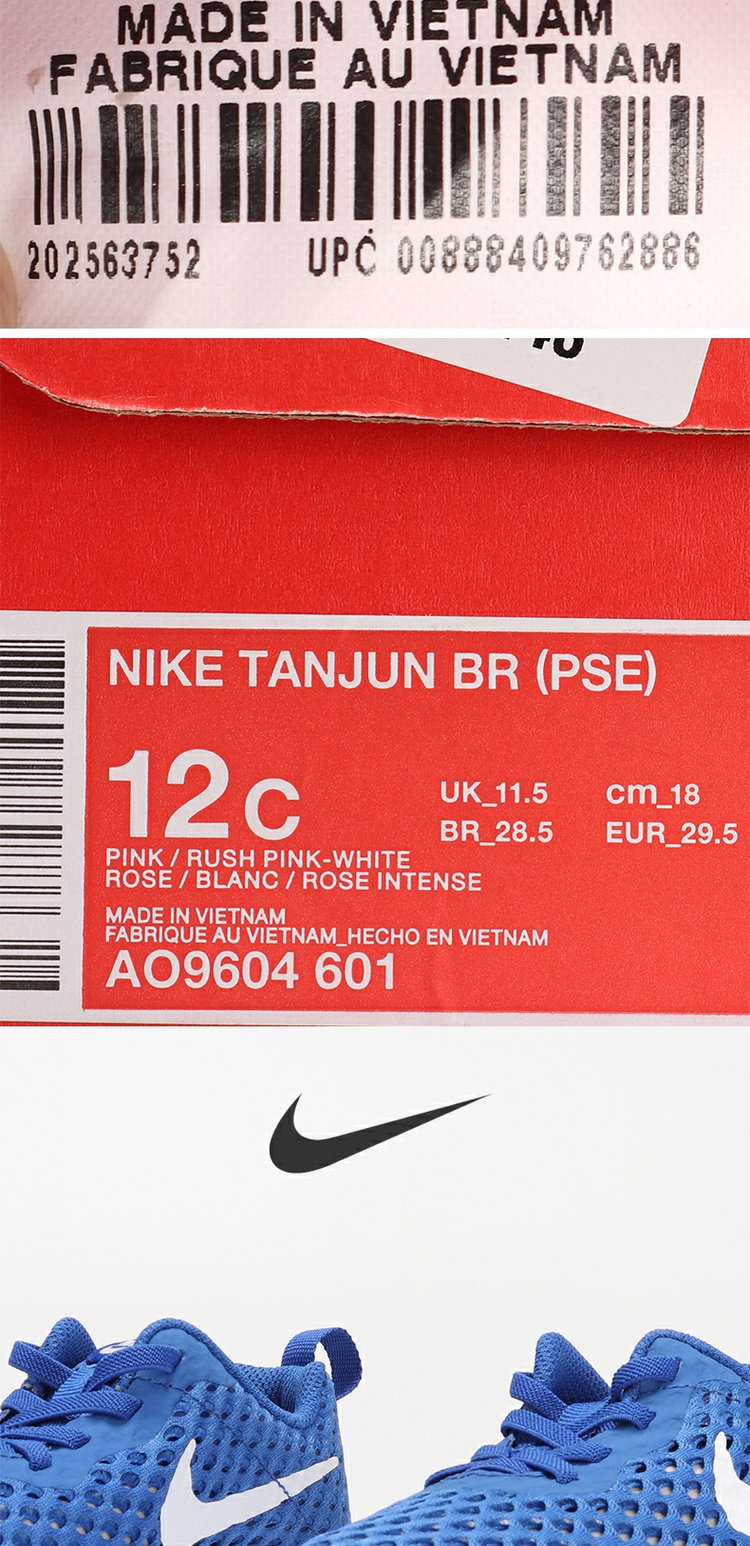 MADE IN VIETNAM
FABRIQUE AU VIETNAM
202563752 UPC 00888409762886
NIKE TANJUN BR (PSE)
12C
UK_11.5 cm_18
BR_28.5 EUR_29.5
PINK / RUSH PINK-WHITE
ROSE / BLANC / ROSE INTENSE
MADE IN VIETNAM
FABRIQUE AU VIETNAM_HECHO EN VIETNAM
AO9604 601